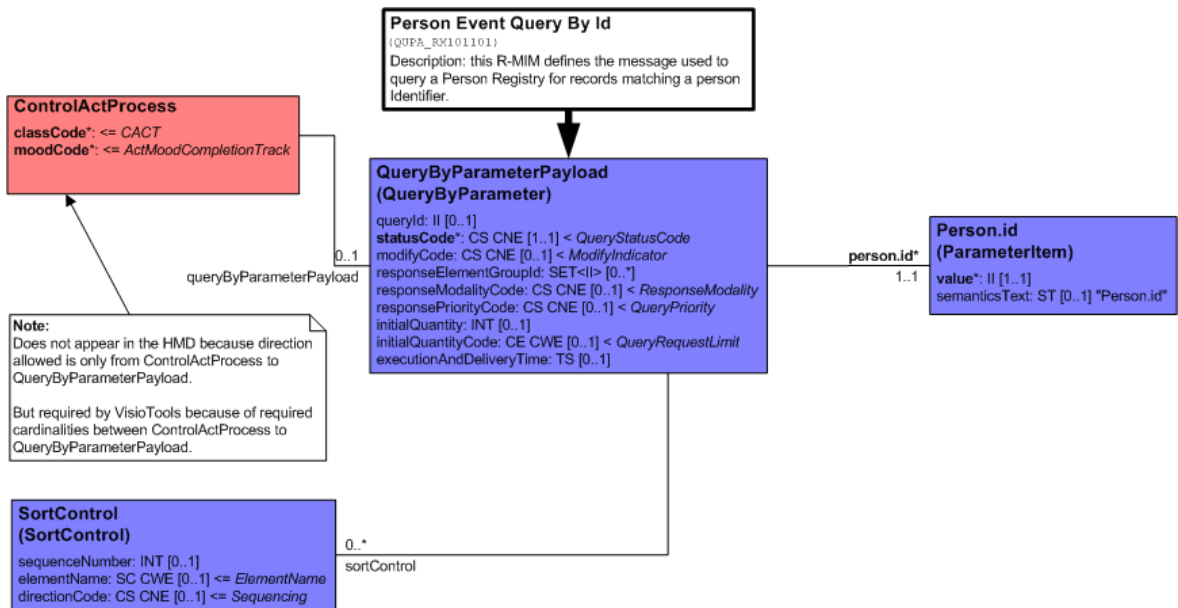 Person Event Query By Id
{QUPA_RM101101}
Description: this R-MIM defines the message used to
query a Person Registry for records matching a person
Identifier.
ControlActProcess
classCode*: <= CACT
moodCode*: <= ActMoodCompletionTrack
QueryByParameterPayload
(QueryByParameter)
queryId: II [0..1]
statusCode*: CS CNE [1..1] < QueryStatusCode
modifyCode: CS CNE [0..1] < ModifyIndicator
responseElementGroupId: SET<II> [0..*]
responseModalityCode: CS CNE [0..1] < ResponseModality
responsePriorityCode: CS CNE [0..1] < QueryPriority
initialQuantity: INT [0..1]
initialQuantityCode: CE CWE [0..1] < QueryRequestLimit
executionAndDeliveryTime: TS [0..1]
0..1
queryByParameterPayload
person.id*
1..1
Person.id
(ParameterItem)
value*: II [1..1]
semanticsText: ST [0..1] "Person.id"
Note:
Does not appear in the HMD because direction
allowed is only from ControlActProcess to
QueryByParameterPayload.
But required by VisioTools because of required
cardinalities between ControlActProcess to
QueryByParameterPayload.
SortControl
(SortControl)
sequenceNumber: INT [0..1]
elementName: SC CWE [0..1] <= ElementName
directionCode: CS CNE [0..1] <= Sequencing
0..*
sortControl